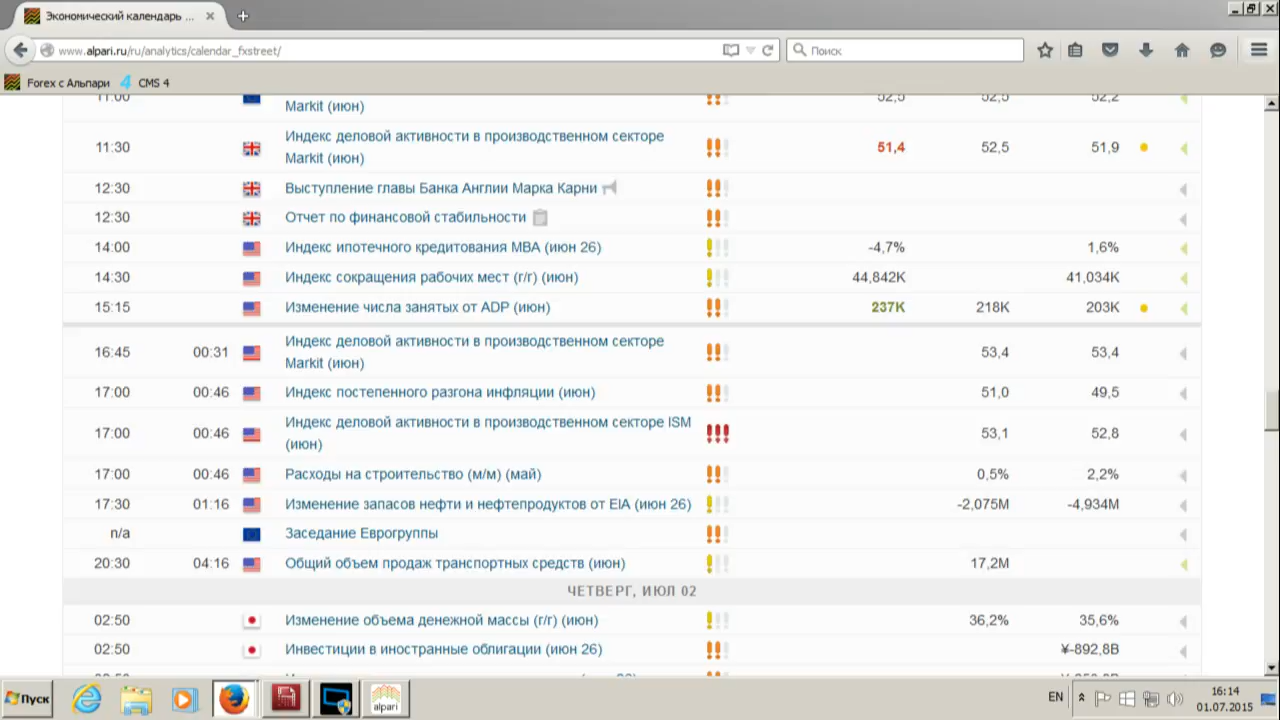 Экономический календарь ...
www.alpari.ru/ru/analytics/calendar_fxstreet/
Поиск
Forex с Альпари CMS 4
11:00 Markit (июн) 52,5 52,5 52,2
11:30 Индекс деловой активности в производственном секторе Markit (июн) 51,4 52,5 51,9
12:30 Выступление главы Банка Англии Марка Карни
12:30 Отчет по финансовой стабильности
14:00 Индекс ипотечного кредитования MBA (июн 26) -4,7% 1,6%
14:30 Индекс сокращения рабочих мест (г/г) (июн) 44,842K 41,034K
15:15 Изменение числа занятых от ADP (июн) 237K 218K 203K
16:45 00:31 Индекс деловой активности в производственном секторе Markit (июн) 53,4 53,4
17:00 00:46 Индекс постепенного разгона инфляции (июн) 51,0 49,5
17:00 00:46 Индекс деловой активности в производственном секторе ISM (июн) 53,1 52,8
17:00 00:46 Расходы на строительство (м/м) (май) 0,5% 2,2%
17:30 01:16 Изменение запасов нефти и нефтепродуктов от EIA (июн 26) -2,075M -4,934M
n/a Заседание Еврогруппы
20:30 04:16 Общий объем продаж транспортных средств (июн) 17,2M
ЧЕТВЕРГ, ИЮЛ 02
02:50 Изменение объема денежной массы (г/г) (июн) 36,2% 35,6%
02:50 Инвестиции в иностранные облигации (июн 26) ¥-892,8B
Пуск
alpari
EN
16:14
01.07.2015